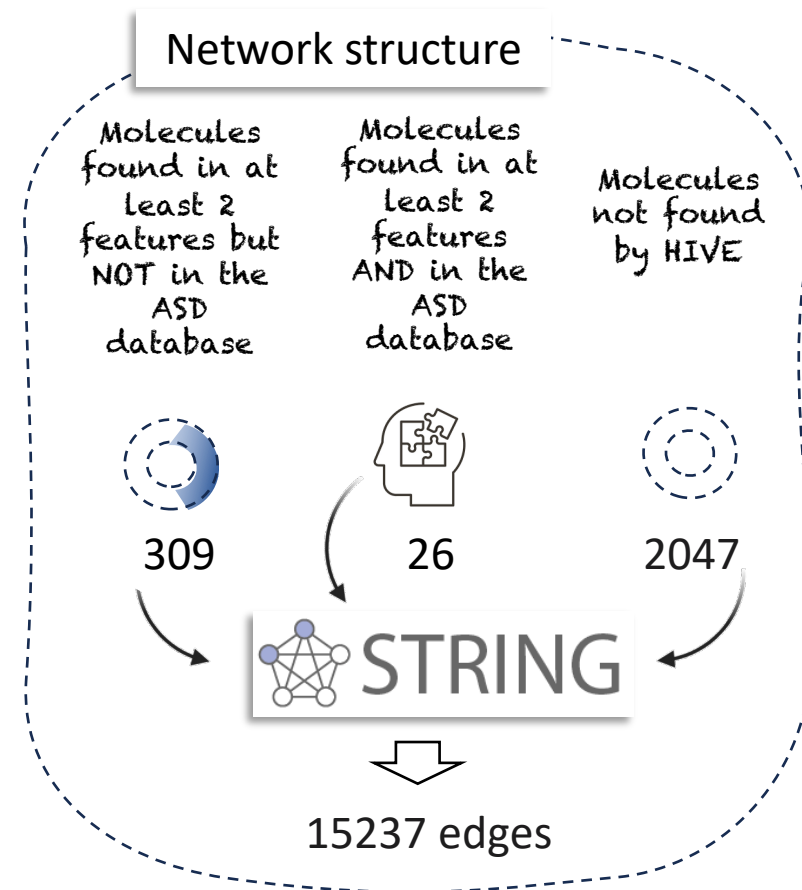 Network structure
Molecules
found in at
least 2
features but
NOT in the
ASD
database
Molecules
found in at
least 2
features
AND in the
ASD
database
Molecules
not found
by HIVE
309
26
2047
STRING
15237 edges